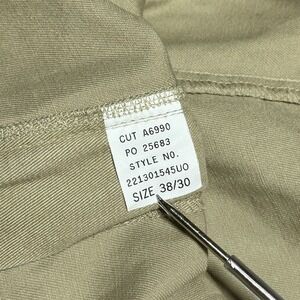 CUT A6990
PO 25683
STYLE NO.
221301545UO
SIZE 38/30